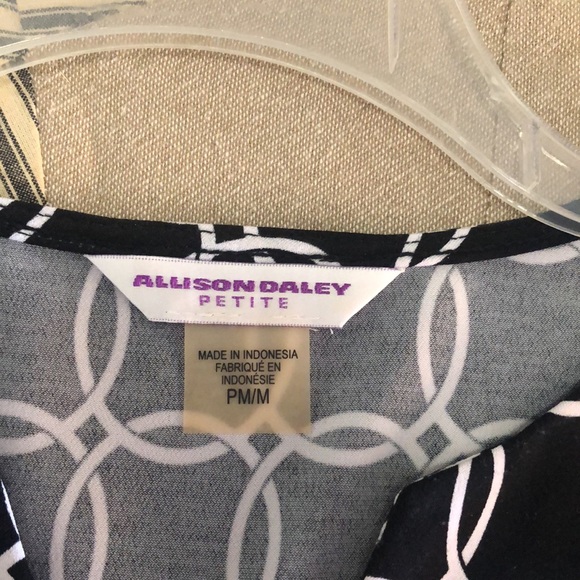 ALLISON DALEY
PETITE
MADE IN INDONESIA
FABRIQUÉ EN
INDONÉSIE
PM/M